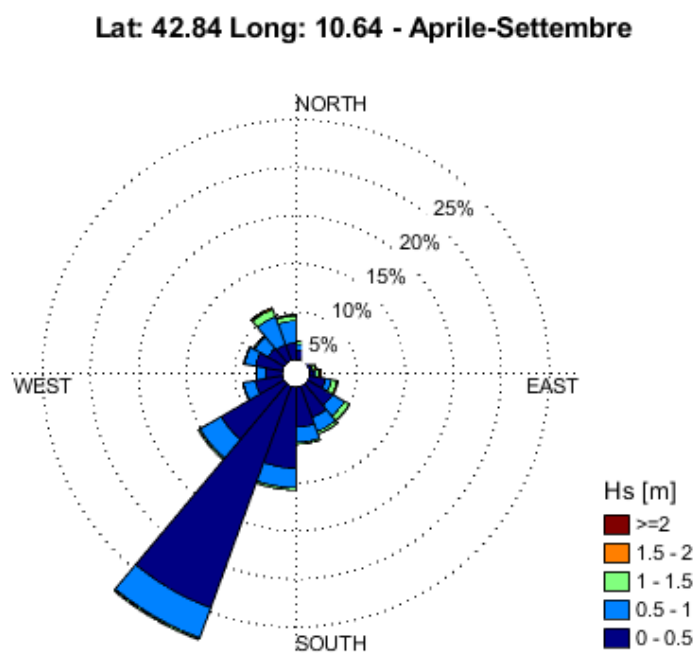 Lat: 42.84 Long: 10.64 - Aprile-Settembre
NORTH
25%
20%
15%
10%
5%
WEST
EAST
SOUTH
Hs [m]
>=2
1.5 - 2
1 - 1.5
0.5 - 1
0 - 0.5